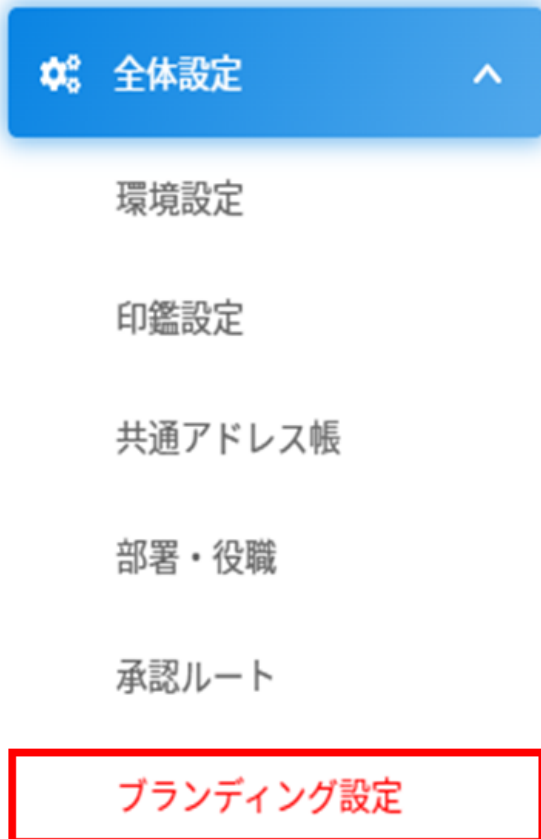 全体設定
環境設定
印鑑設定
共通アドレス帳
部署・役職
承認ルート
ブランディング設定